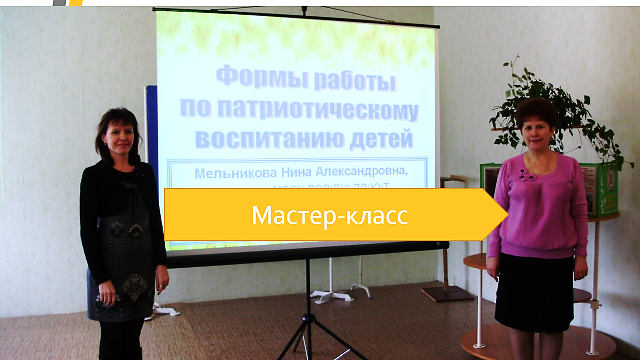 Формы работы
по патриотическому
воспитанию детей
Мельникова Нина Александровна,
Мастер-класс